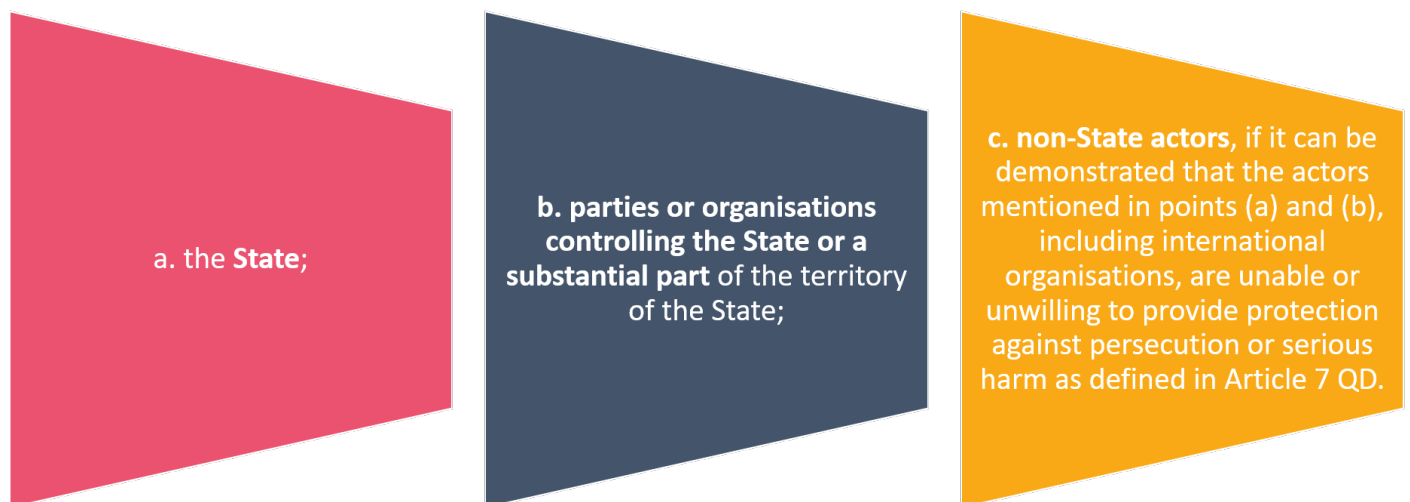 a. the State;
b. parties or organisations
controlling the State or a
substantial part of the territory
of the State;
c. non-State actors, if it can be
demonstrated that the actors
mentioned in points (a) and (b),
including international
organisations, are unable or
unwilling to provide protection
against persecution or serious
harm as defined in Article 7 QD.